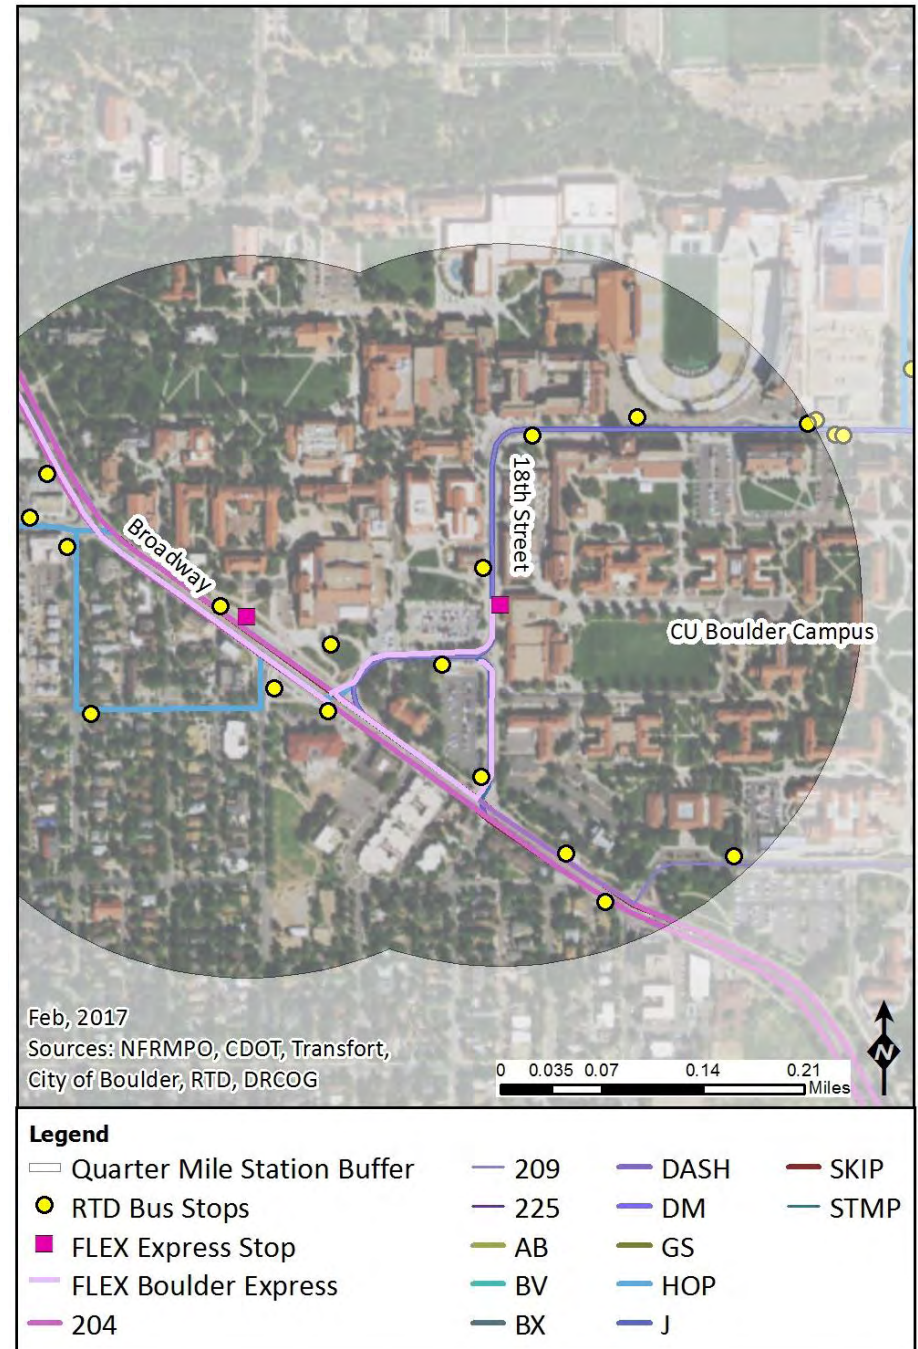 18th Street
Broadway
CU Boulder Campus
Feb, 2017
Sources: NFRMPO, CDOT, Transfort,
City of Boulder, RTD, DRCOG
0 0.035 0.07 0.14 0.21
Miles
N
Legend
Quarter Mile Station Buffer
RTD Bus Stops
FLEX Express Stop
FLEX Boulder Express
204
209
225
AB
BV
BX
DASH
DM
GS
HOP
J
SKIP
STMP